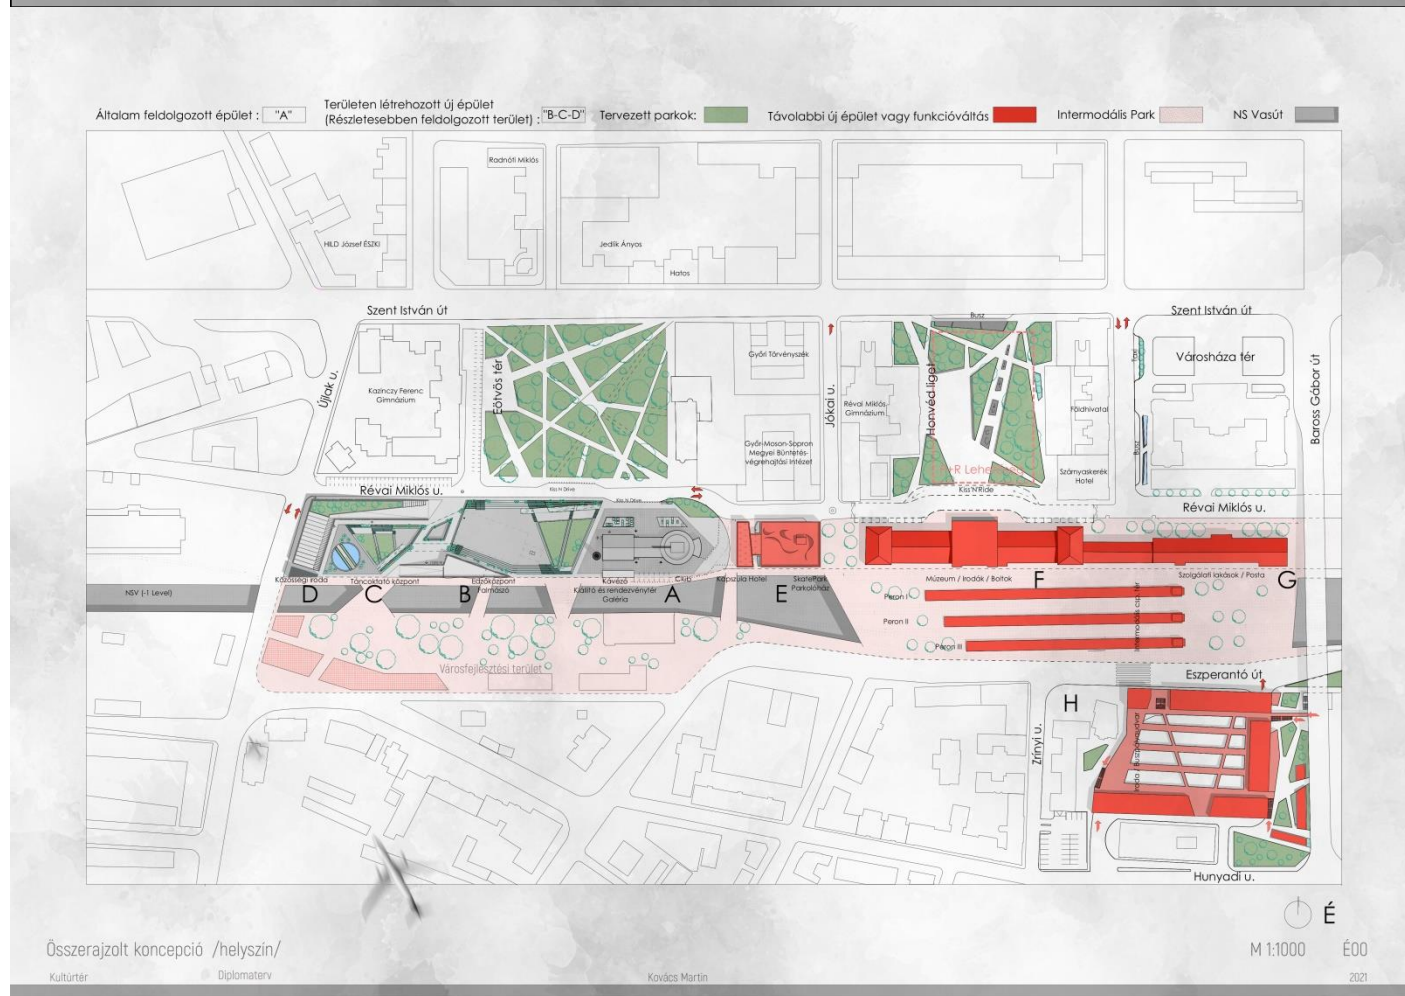 Általam feldolgozott épület : "A"
Területen létrehozott új épület
(Részletesebben feldolgozott terület) : "B-C-D"
Tervezett parkok:
Távolabbi új épület vagy funkcióváltás
Intermodális Park
NS Vasút
Radnóti Miklós
HILD József ÉSZKI
Jedlik Ányos
Hatos
Szent István út
Busz
Szent István út
Győri Törvényszék
Taxi
Városháza tér
Újlak u.
Kazinczy Ferenc
Gimnázium
Eötvös tér
Jókai u.
Révai Miklós
Gimnázium
Honvéd liget
Földhivatal
Baross Gábor út
Győr-Moson-Sopron
Megyei Büntetés-
végrehajtási Intézet
Busz
Szárnyaskerék
Hotel
Révai Miklós u.
Kiss'N'Ride
Révai Miklós u.
Közösségi iroda
Táncoktató központ
Edzőközpont
Falmászó
Kávézó
Kiállító és rendezvénytér
Galéria
Club
Kapszula Hotel
SkatePark
Parkolóház
Múzeum / Irodák / Boltok
Szolgálati lakások / Posta
NSV (-1 Level)
D
C
B
A
E
F
G
Peron I
Peron II
Peron III
Városfejlesztési terület
Eszperantó út
H
Zrínyi u.
Hunyadi u.
É
Összerajzolt koncepció /helyszín/
M 1:1000
É00
Kultúrtér
Diplomaterv
Kovács Martin
2021